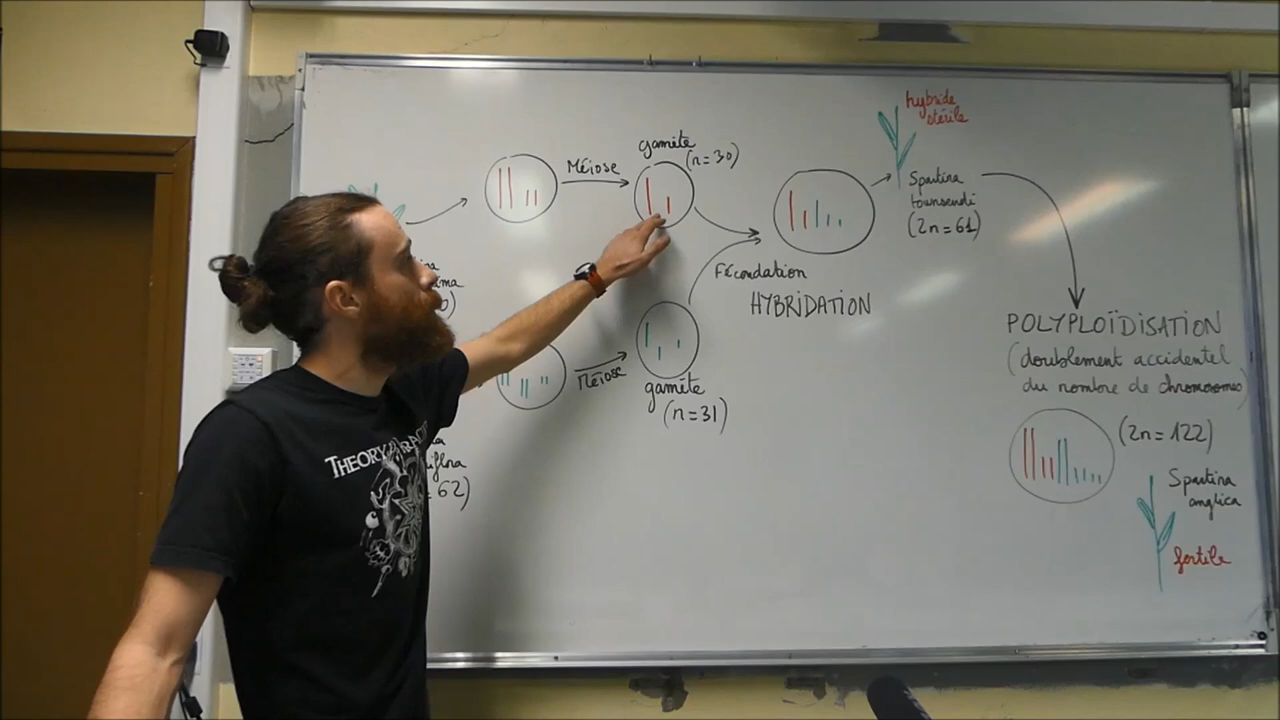 Méiose
gamète
(n=30)
hybride
stérile
Spartina
townsendi
(2n=61)
Fécondation
HYBRIDATION
Méiose
gamète
(n=31)
62)
POLYPLOÏDISATION
(doublement accidentel
du nombre de chromosomes)
(2n=122)
Spartina
anglica
fertile
THEORY